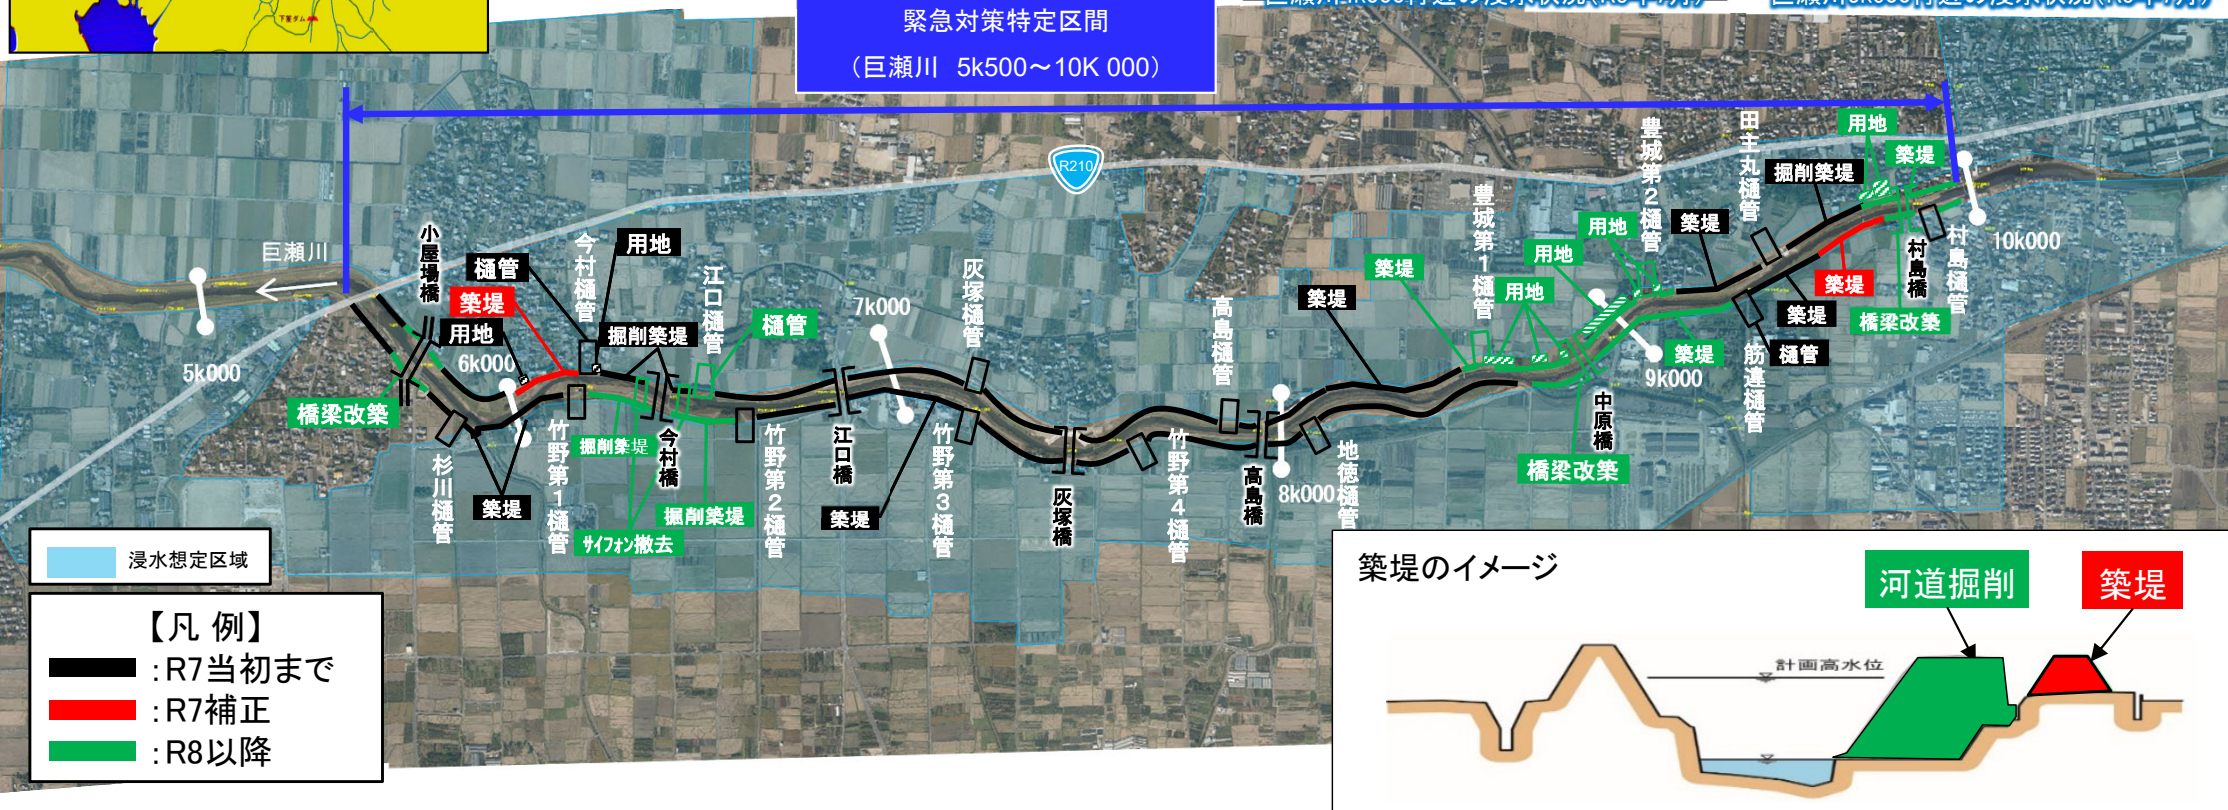 下筌ダム
緊急対策特定区間
（巨瀬川 5k500～10K 000）
R210
巨瀬川
5k000
小屋場橋
用地
橋梁改築
6k000
杉川樋管
築堤
樋管
築堤
今村樋管
用地
掘削築堤
江口樋管
樋管
竹野第1樋管
掘削築堤
今村橋
サイフォン撤去
掘削築堤
竹野第2樋管
7k000
江口橋
築堤
灰塚樋管
竹野第3樋管
灰塚橋
竹野第4樋管
高島樋管
高島橋
8k000
地徳樋管
築堤
築堤
豊城第1樋管
用地
用地
用地
豊城第2樋管
築堤
中原橋
橋梁改築
9k000
築堤
筋違樋管
樋管
築堤
田主丸樋管
掘削築堤
築堤
用地
築堤
橋梁改築
村島橋
村島樋管
10k000
浸水想定区域
【凡 例】
：R7当初まで
：R7補正
：R8以降
築堤のイメージ
河道掘削
築堤
計画高水位